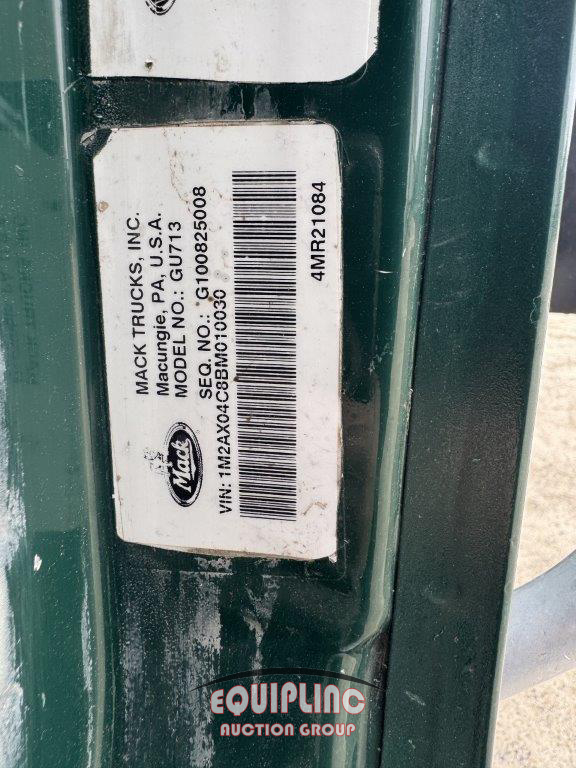 MACK TRUCKS, INC.
Macungie, PA, U.S.A.
MODEL NO.: GU713
SEQ. NO.: G100825008
Mack
VIN: 1M2AX04C8BM010030
4MR21084
EQUIPLINC
AUCTION GROUP